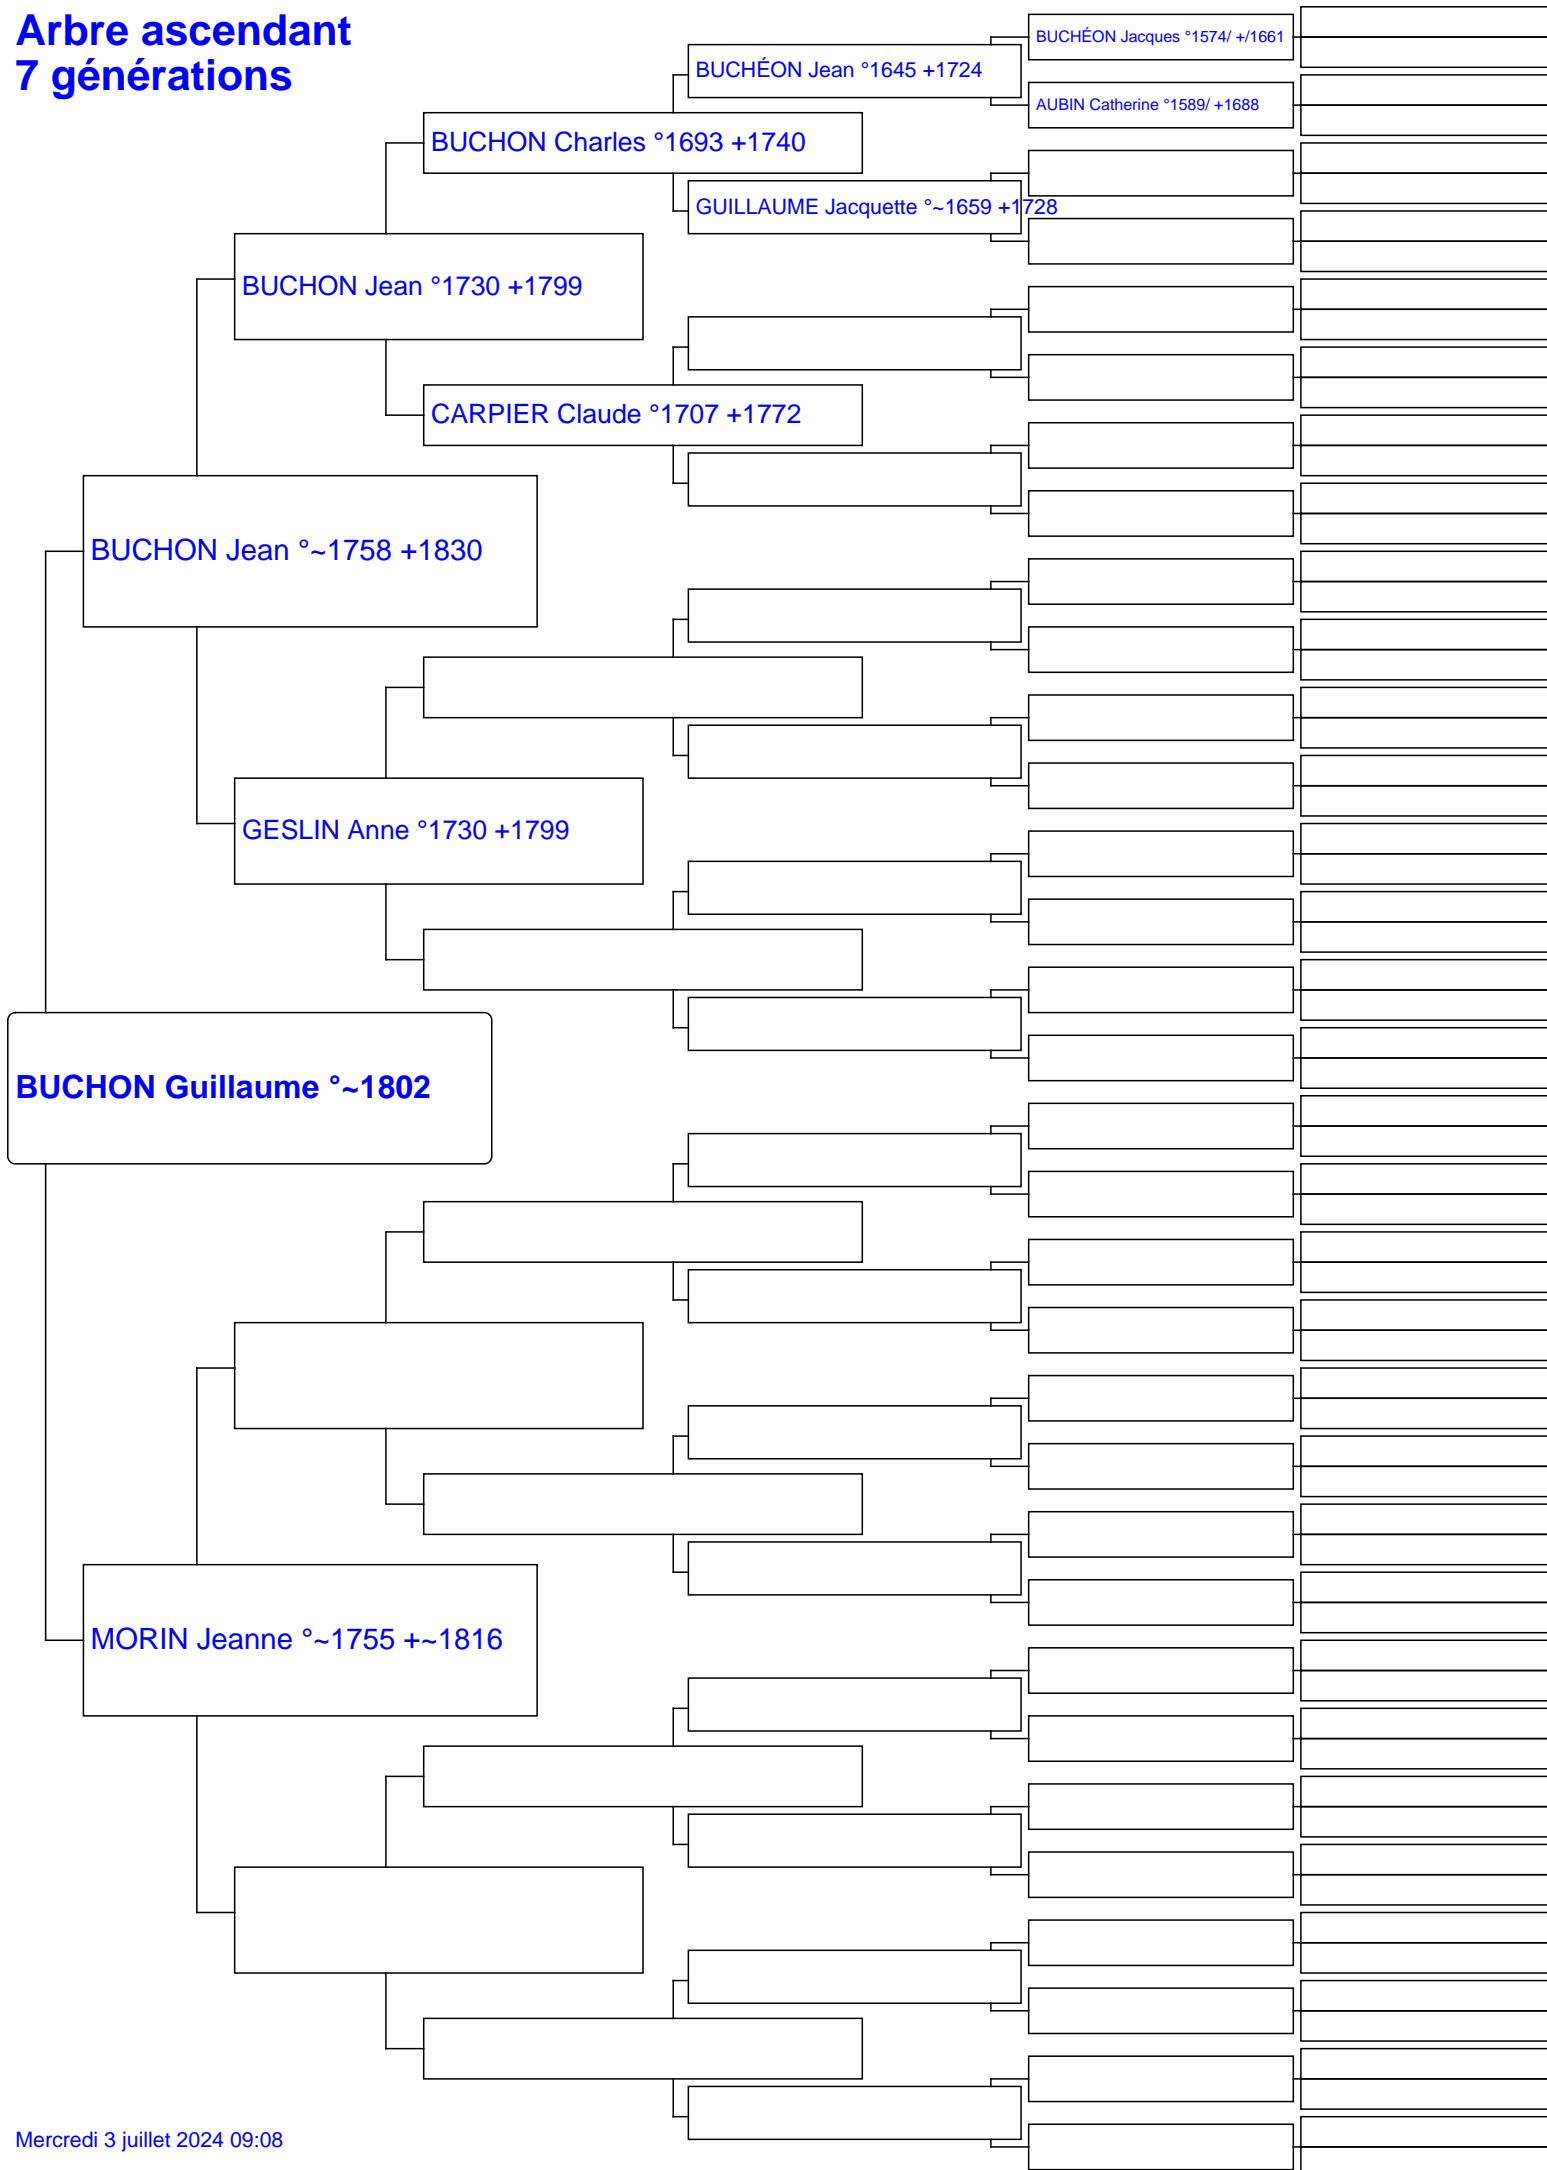 Arbre ascendant
7 générations
BUCHÉON Jacques °1574/ +/1661
BUCHÉON Jean °1645 +1724
AUBIN Catherine °1589/ +1688
BUCHON Charles °1693 +1740
GUILLAUME Jacquette °~1659 +1728
BUCHON Jean °1730 +1799
CARPIER Claude °1707 +1772
BUCHON Jean °~1758 +1830
GESLIN Anne °1730 +1799
BUCHON Guillaume °~1802
MORIN Jeanne °~1755 +~1816
Mercredi 3 juillet 2024 09:08